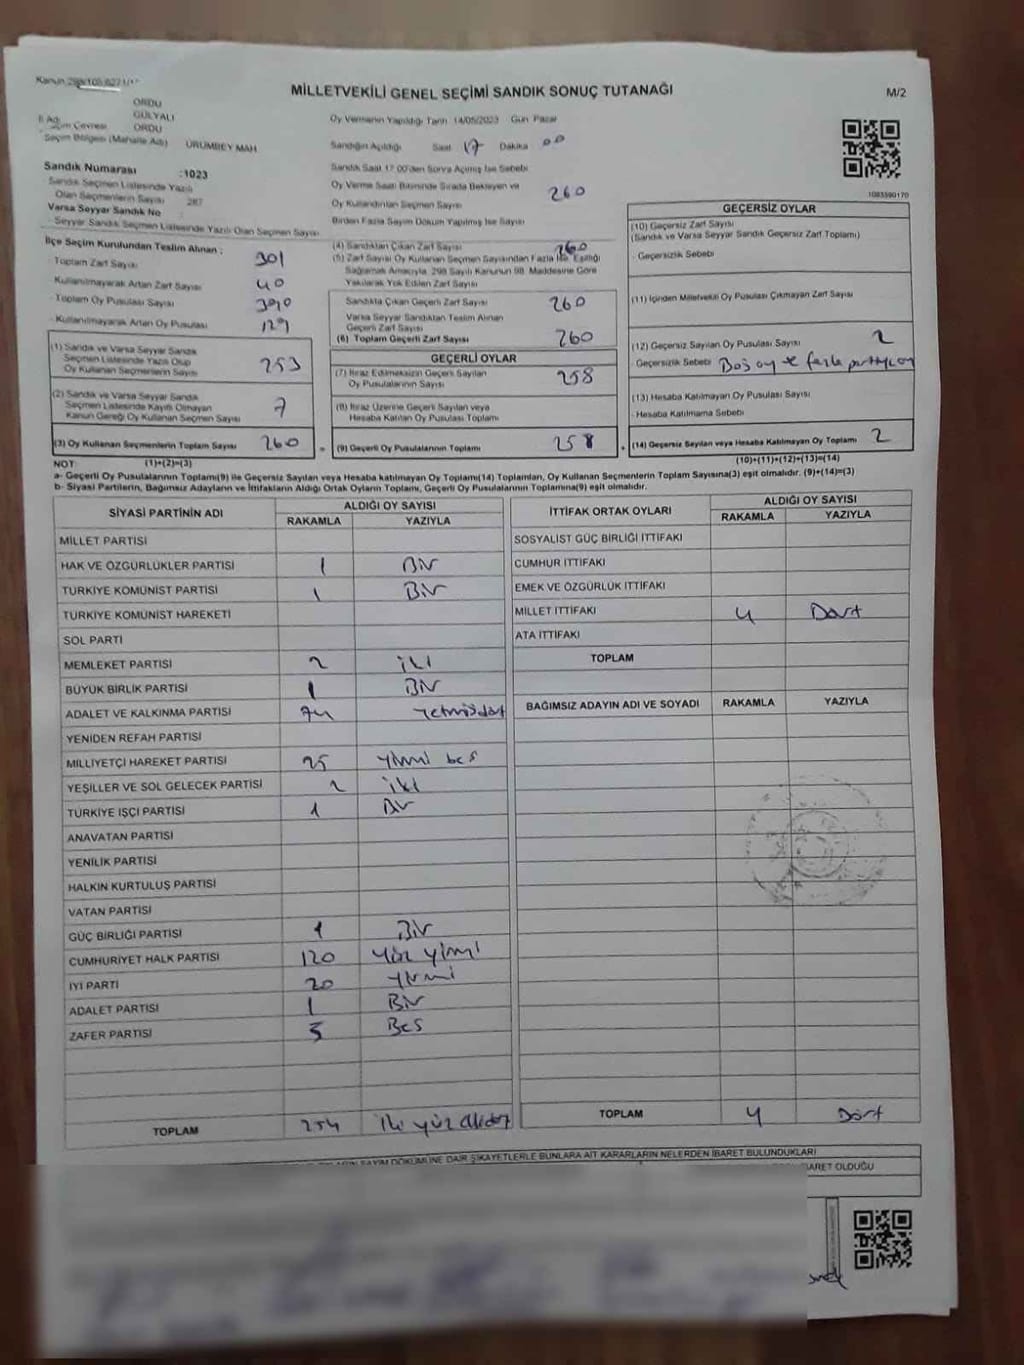 MİLLETVEKİLİ GENEL SEÇİMİ SANDIK SONUÇ TUTANAĞI
M/2
ORDU
GÜLYALI
ORDU
Seçim Bölgesi (Mahalle Adı) ÜRÜMBEY MAH
Sandık Numarası :1023
Sandık Seçmen Listesinde Yazılı
Olan Seçmenlerin Sayısı 287
Varsa Seyyar Sandık No
Seyyar Sandık Seçmen Listesinde Yazılı Olan Seçmen Sayısı
Oy Vermenin Yapıldığı Tarih 14/05/2023 Gün Pazar
Sandığın Açıldığı Saat 17 Dakika 00
Sandık Saat 17.00'den Sonra Açılmış İse Sebebi
Oy Verme Saati Bitiminde Sırada Bekleyen ve
Oy Kullandırılan Seçmen Sayısı 260
Birden Fazla Sayım Döküm Yapılmış İse Sayısı
1083590170
İlçe Seçim Kurulundan Teslim Alınan :
Toplam Zarf Sayısı 301
Kullanılmayarak Artan Zarf Sayısı 40
Toplam Oy Pusulası Sayısı 390
Kullanılmayarak Artan Oy Pusulası 129
(4) Sandıktan Çıkan Zarf Sayısı 260
(5) Zarf Sayısı Oy Kullanan Seçmen Sayısından Fazla İse, Eşitliği
Sağlamak Amacıyla, 298 Sayılı Kanunun 98. Maddesine Göre
Yakılarak Yok Edilen Zarf Sayısı
Sandıkta Çıkan Geçerli Zarf Sayısı 260
Varsa Seyyar Sandıktan Teslim Alınan
Geçerli Zarf Sayısı
(6) Toplam Geçerli Zarf Sayısı 260
(1) Sandık ve Varsa Seyyar Sandık
Seçmen Listesinde Yazılı Olup
Oy Kullanan Seçmenlerin Sayısı 253
(2) Sandık ve Varsa Seyyar Sandık
Seçmen Listesinde Kayıtlı Olmayan
Kanun Gereği Oy Kullanan Seçmen Sayısı 7
(3) Oy Kullanan Seçmenlerin Toplam Sayısı 260
GEÇERLİ OYLAR
(7) İtiraz Edilmeksizin Geçerli Sayılan
Oy Pusulalarının Sayısı 258
(8) İtiraz Üzerine Geçerli Sayılan veya
Hesaba Katılan Oy Pusulası Toplamı
(9) Geçerli Oy Pusulalarının Toplamı 258
GEÇERSİZ OYLAR
(10) Geçersiz Zarf Sayısı
(Sandık ve Varsa Seyyar Sandık Geçersiz Zarf Toplamı)
Geçersizlik Sebebi
(11) İçinden Milletvekili Oy Pusulası Çıkmayan Zarf Sayısı
(12) Geçersiz Sayılan Oy Pusulası Sayısı 2
Geçersizlik Sebebi Boş oy ve fazla
(13) Hesaba Katılmayan Oy Pusulası Sayısı
Hesaba Katılmama Sebebi
(14) Geçersiz Sayılan veya Hesaba Katılmayan Oy Toplamı 2
NOT: (1)+(2)=(3)
(10)+(11)+(12)+(13)=(14)
a- Geçerli Oy Pusulalarının Toplamı(9) ile Geçersiz Sayılan veya Hesaba katılmayan Oy Toplamı(14) Toplamları, Oy Kullanan Seçmenlerin Toplam Sayısına(3) eşit olmalıdır. (9)+(14)=(3)
b- Siyasi Partilerin, Bağımsız Adayların ve İttifakların Aldığı Ortak Oyların Toplamı, Geçerli Oy Pusulalarının Toplamına(9) eşit olmalıdır.
SİYASİ PARTİNİN ADI ALDIĞI OY SAYISI
RAKAMLA YAZIYLA
MİLLET PARTİSİ
HAK VE ÖZGÜRLÜKLER PARTİSİ 1 Bir
TÜRKİYE KOMÜNİST PARTİSİ 1 Bir
TÜRKİYE KOMÜNİST HAREKETİ
SOL PARTİ
MEMLEKET PARTİSİ 2 iki
BÜYÜK BİRLİK PARTİSİ 1 Bir
ADALET VE KALKINMA PARTİSİ 74 Yetmişdört
YENİDEN REFAH PARTİSİ
MİLLİYETÇİ HAREKET PARTİSİ 25 yirmi beş
YEŞİLLER VE SOL GELECEK PARTİSİ 2 iki
TÜRKİYE İŞÇİ PARTİSİ 1 Bir
ANAVATAN PARTİSİ
YENİLİK PARTİSİ
HALKIN KURTULUŞ PARTİSİ
VATAN PARTİSİ
GÜÇ BİRLİĞİ PARTİSİ 1 Bir
CUMHURİYET HALK PARTİSİ 120 Yüz yirmi
İYİ PARTİ 20 Yirmi
ADALET PARTİSİ 1 Bir
ZAFER PARTİSİ 5 Beş
TOPLAM 254
İTTİFAK ORTAK OYLARI ALDIĞI OY SAYISI
RAKAMLA YAZIYLA
SOSYALİST GÜÇ BİRLİĞİ İTTİFAKI
CUMHUR İTTİFAKI
EMEK VE ÖZGÜRLÜK İTTİFAKI
MİLLET İTTİFAKI 4 Dört
ATA İTTİFAKI
TOPLAM
BAĞIMSIZ ADAYIN ADI VE SOYADI RAKAMLA YAZIYLA
TOPLAM 4 Dört
SAYIM DÖKÜMÜNE DAİR ŞİKAYETLERLE BUNLARA AİT KARARLARIN NELERDEN İBARET BULUNDUKLARI
OLDUĞU